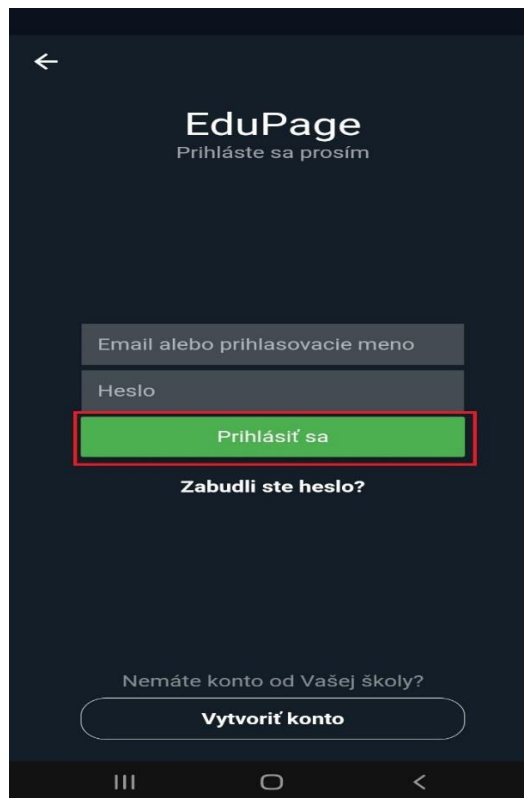 EduPage
Prihláste sa prosím
Email alebo prihlasovacie meno
Heslo
Prihlásiť sa
Zabudli ste heslo?
Nemáte konto od Vašej školy?
Vytvoriť konto